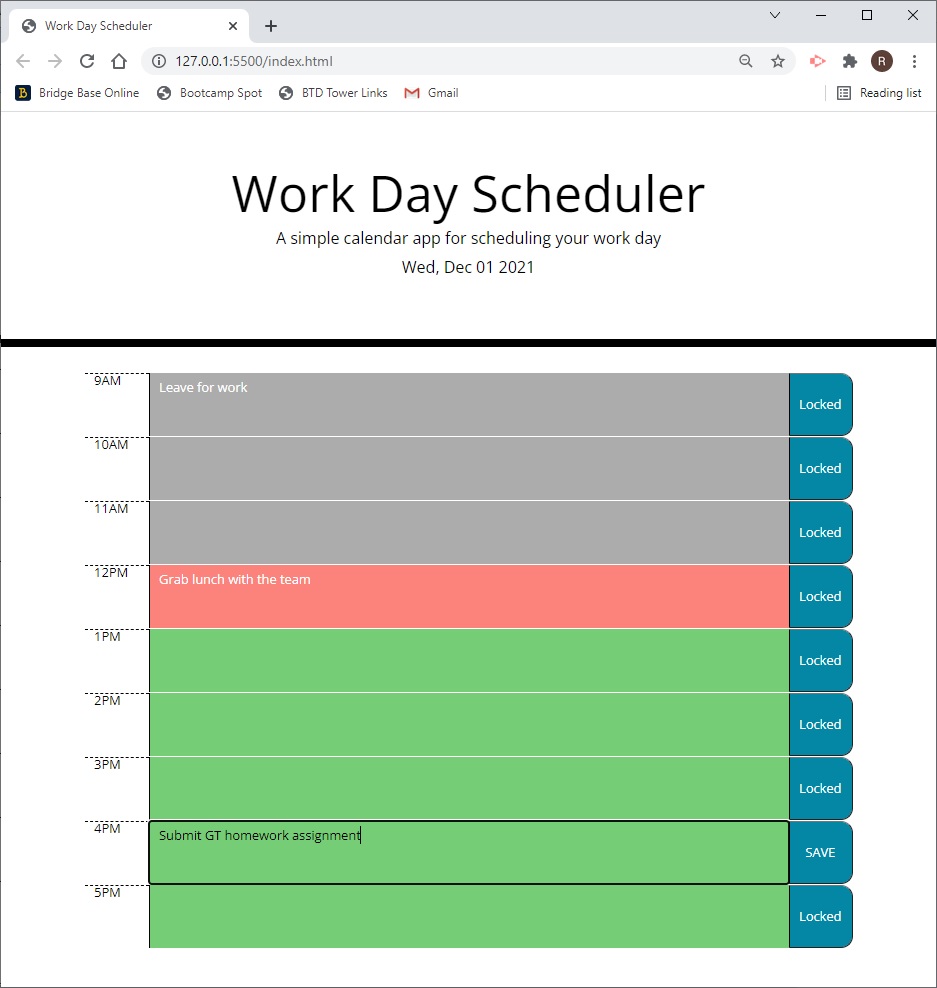 Work Day Scheduler
127.0.0.1:5500/index.html
R
B Bridge Base Online Bootcamp Spot BTD Tower Links Gmail Reading list
Work Day Scheduler
A simple calendar app for scheduling your work day
Wed, Dec 01 2021
9AM Leave for work Locked
10AM Locked
11AM Locked
12PM Grab lunch with the team Locked
1PM Locked
2PM Locked
3PM Locked
4PM Submit GT homework assignment SAVE
5PM Locked